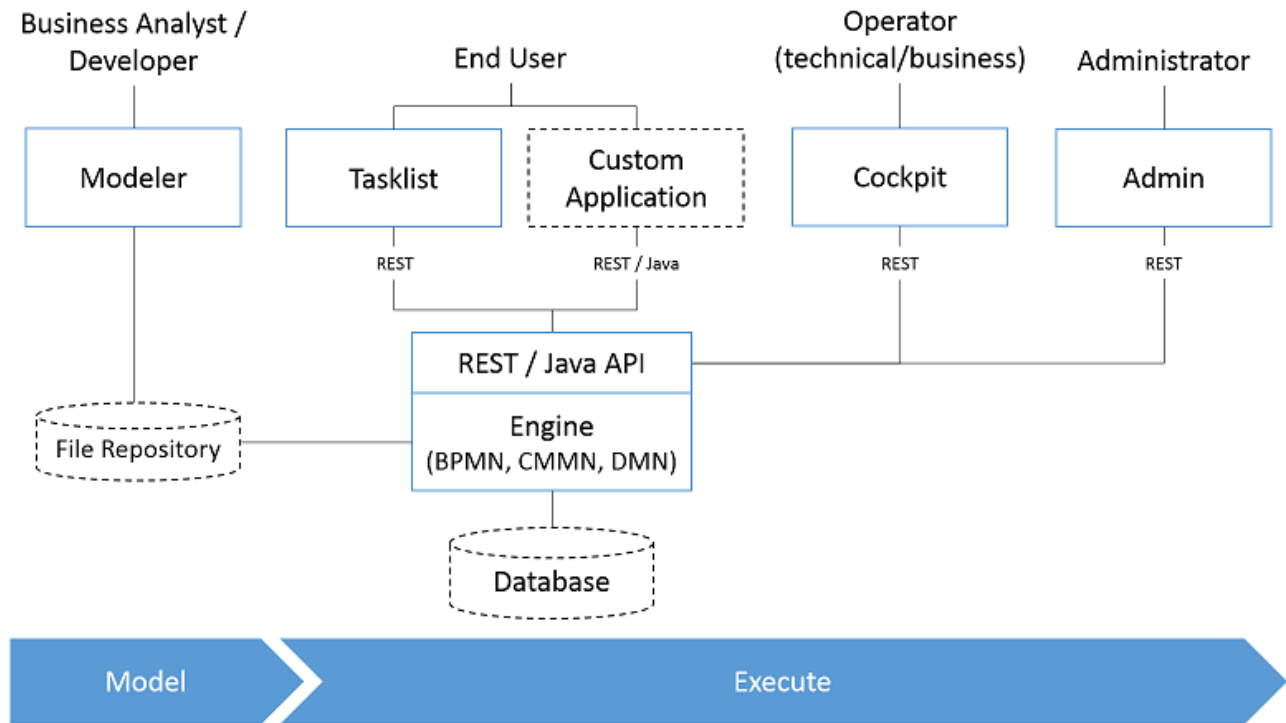 Business Analyst /
Developer
End User
Operator
(technical/business)
Administrator
Modeler
Tasklist
Custom
Application
Cockpit
Admin
REST
REST / Java
REST
REST
REST / Java API
Engine
(BPMN, CMMN, DMN)
File Repository
Database
Model
Execute